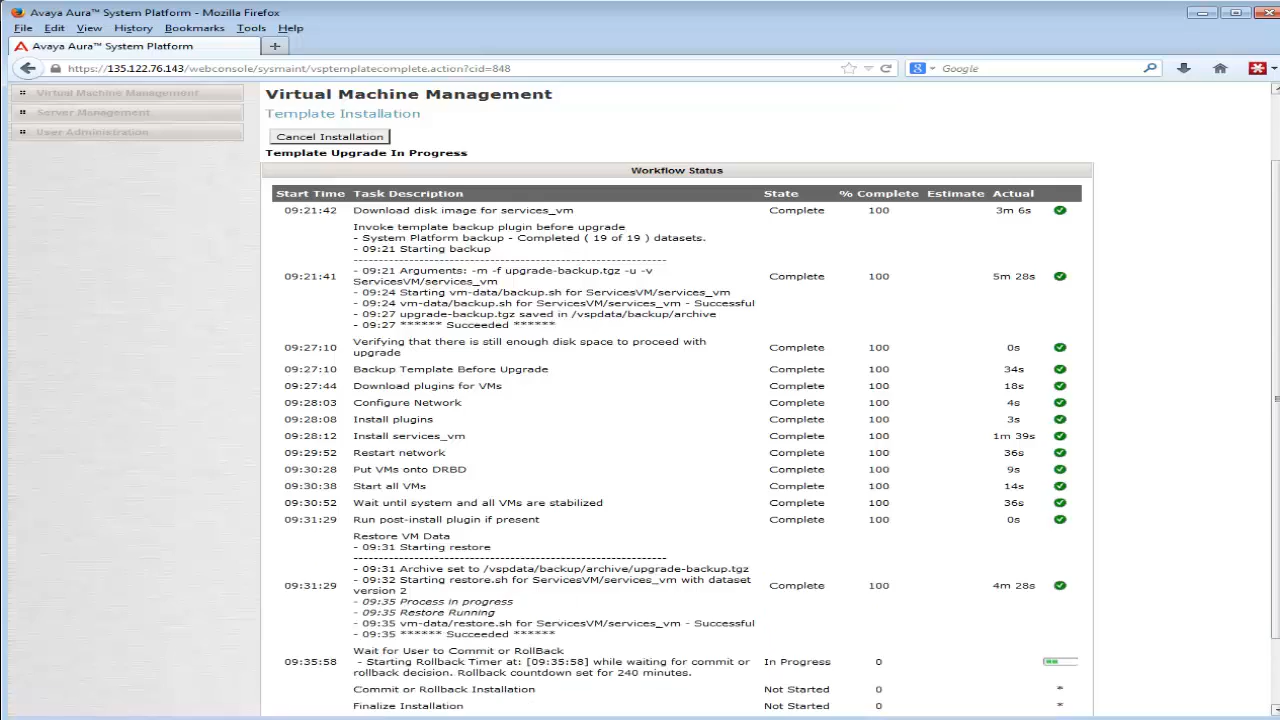 Avaya Aura™ System Platform - Mozilla Firefox
File Edit View History Bookmarks Tools Help
Avaya Aura™ System Platform
https://135.122.76.143/webconsole/sysmaint/vsptemplatecomplete.action?cid=848 Google
Virtual Machine Management
Server Management
User Administration
Virtual Machine Management
Template Installation
Cancel Installation
Template Upgrade In Progress
Workflow Status
Start Time Task Description State % Complete Estimate Actual
09:21:42 Download disk image for services_vm Complete 100 3m 6s
Invoke template backup plugin before upgrade
- System Platform backup - Completed ( 19 of 19 ) datasets.
- 09:21 Starting backup
------------------------------------------------------------
- 09:21 Arguments: -m -f upgrade-backup.tgz -u -v
09:21:41 ServicesVM/services_vm Complete 100 5m 28s
- 09:24 Starting vm-data/backup.sh for ServicesVM/services_vm
- 09:24 vm-data/backup.sh for ServicesVM/services_vm - Successful
- 09:27 upgrade-backup.tgz saved in /vspdata/backup/archive
- 09:27 ****** Succeeded ******
09:27:10 Verifying that there is still enough disk space to proceed with Complete 100 0s
upgrade
09:27:10 Backup Template Before Upgrade Complete 100 34s
09:27:44 Download plugins for VMs Complete 100 18s
09:28:03 Configure Network Complete 100 4s
09:28:08 Install plugins Complete 100 3s
09:28:12 Install services_vm Complete 100 1m 39s
09:29:52 Restart network Complete 100 36s
09:30:28 Put VMs onto DRBD Complete 100 9s
09:30:38 Start all VMs Complete 100 14s
09:30:52 Wait until system and all VMs are stabilized Complete 100 36s
09:31:29 Run post-install plugin if present Complete 100 0s
Restore VM Data
- 09:31 Starting restore
------------------------------------------------------------
- 09:31 Archive set to /vspdata/backup/archive/upgrade-backup.tgz
- 09:32 Starting restore.sh for ServicesVM/services_vm with dataset
09:31:29 version 2 Complete 100 4m 28s
- 09:35 Process in progress
- 09:35 Restore Running
- 09:35 vm-data/restore.sh for ServicesVM/services_vm - Successful
- 09:35 ****** Succeeded ******
Wait for User to Commit or RollBack
09:35:58 - Starting Rollback Timer at: [09:35:58] while waiting for commit or In Progress 0
rollback decision. Rollback countdown set for 240 minutes.
Commit or Rollback Installation Not Started 0 *
Finalize Installation Not Started 0 *